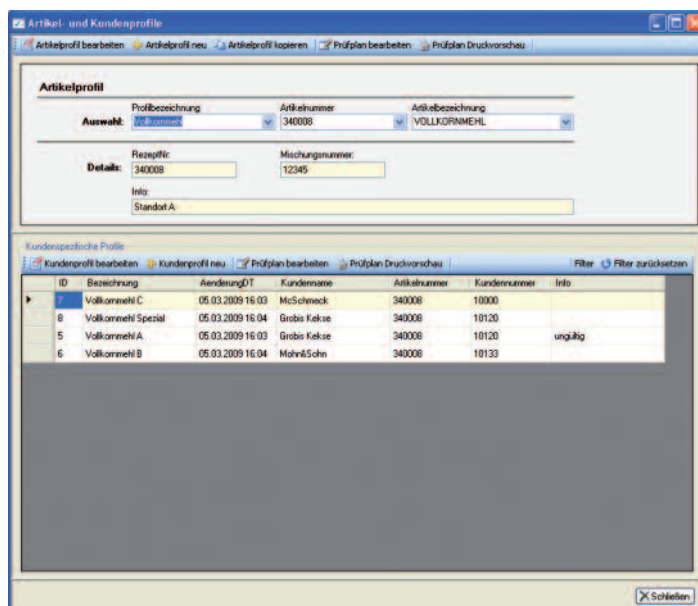 Artikel- und Kundenprofile
Artikelprofil bearbeiten Artikelprofil neu Artikelprofil kopieren Prüfplan bearbeiten Prüfplan Druckvorschau
Artikelprofil
Profilbezeichnung Artikelnummer Artikelbezeichnung
Auswahl: Vollkornmehl 340008 VOLLKORNMEHL
RezeptNr. Mischungsnummer:
Details: 340008 12345
Info:
Standort A
Kundenspezifische Profile
Kundenprofil bearbeiten Kundenprofil neu Prüfplan bearbeiten Prüfplan Druckvorschau Filter Filter zurücksetzen
ID Bezeichnung AenderungDT Kundenname Artikelnummer Kundennummer Info
7 Vollkornmehl C 05.03.2009 16:03 McSchmeck 340008 10000
8 Vollkornmehl Spezial 05.03.2009 16:04 Grobis Kekse 340008 10120
5 Vollkornmehl A 05.03.2009 16:03 Grobis Kekse 340008 10120 ungültig
6 Vollkornmehl B 05.03.2009 16:04 Mohn&Sohn 340008 10133
Schließen